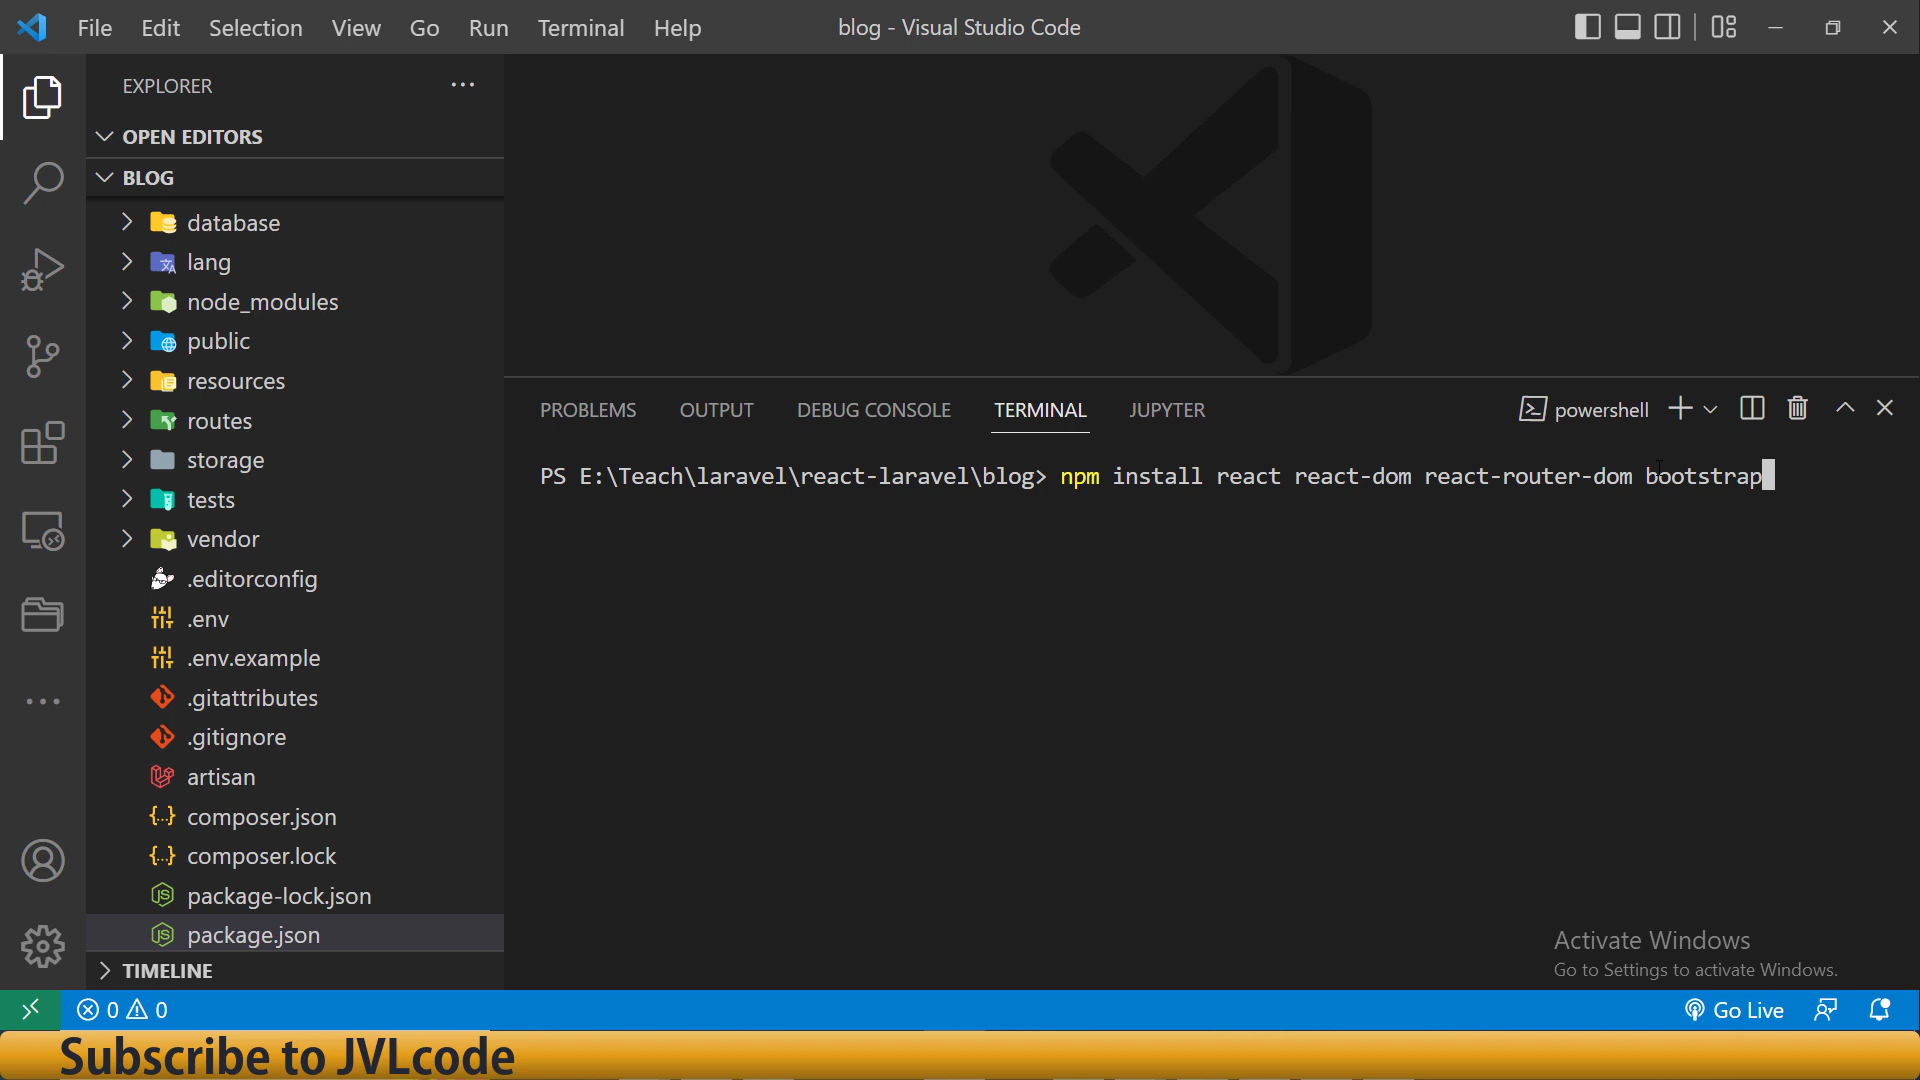 File Edit Selection View Go Run Terminal Help
blog - Visual Studio Code
EXPLORER
OPEN EDITORS
BLOG
database
lang
node_modules
public
resources
routes
storage
tests
vendor
.editorconfig
.env
.env.example
.gitattributes
.gitignore
artisan
composer.json
composer.lock
package-lock.json
package.json
TIMELINE
PROBLEMS OUTPUT DEBUG CONSOLE TERMINAL JUPYTER
powershell
PS E:\Teach\laravel\react-laravel\blog> npm install react react-dom react-router-dom bootstrap
Activate Windows
Go to Settings to activate Windows.
0 0
Go Live
Subscribe to JVLcode